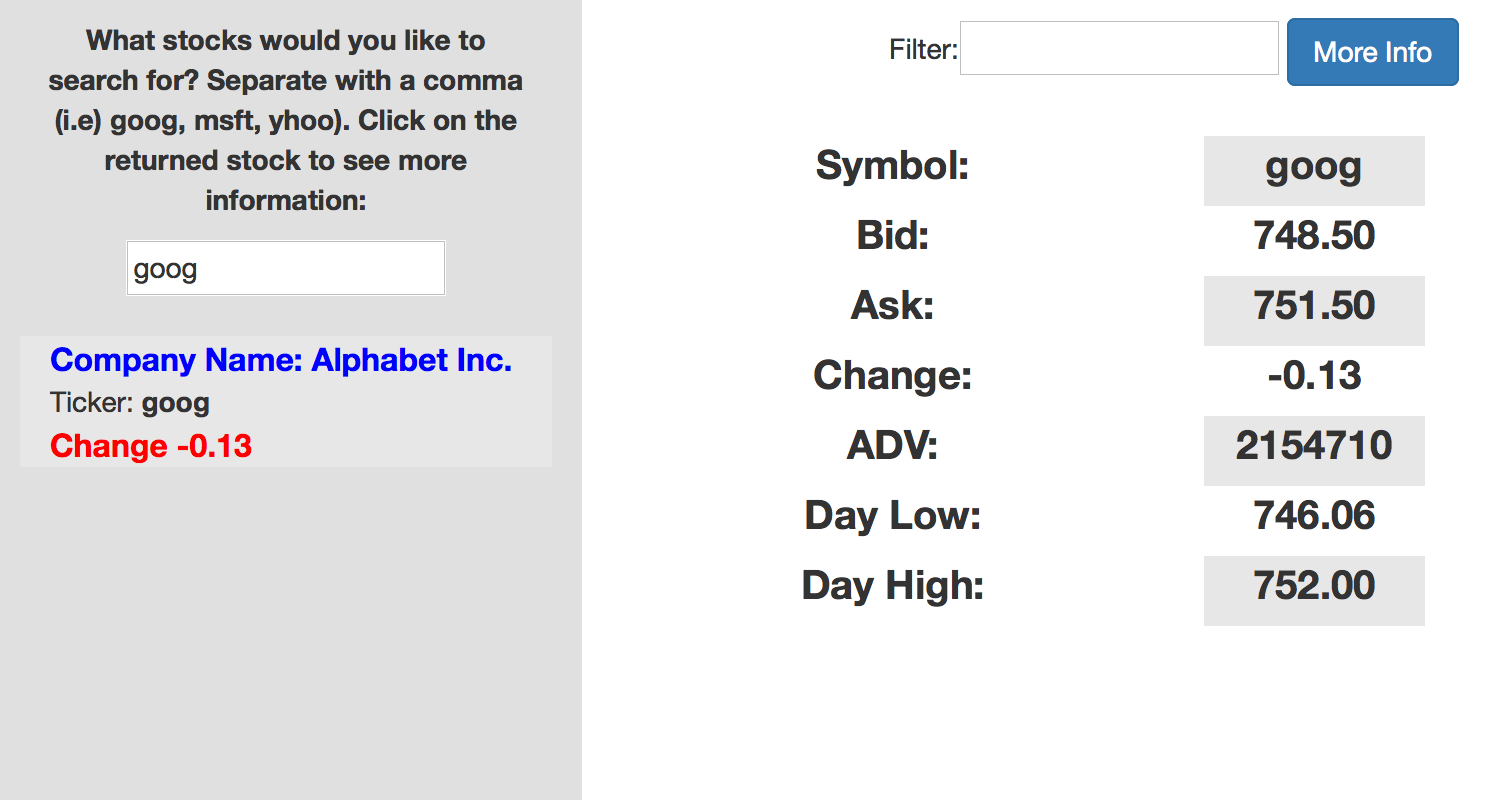 What stocks would you like to
search for? Separate with a comma
(i.e) goog, msft, yhoo). Click on the
returned stock to see more
information:
goog
Company Name: Alphabet Inc.
Ticker: goog
Change -0.13
Filter:
More Info
Symbol: goog
Bid: 748.50
Ask: 751.50
Change: -0.13
ADV: 2154710
Day Low: 746.06
Day High: 752.00